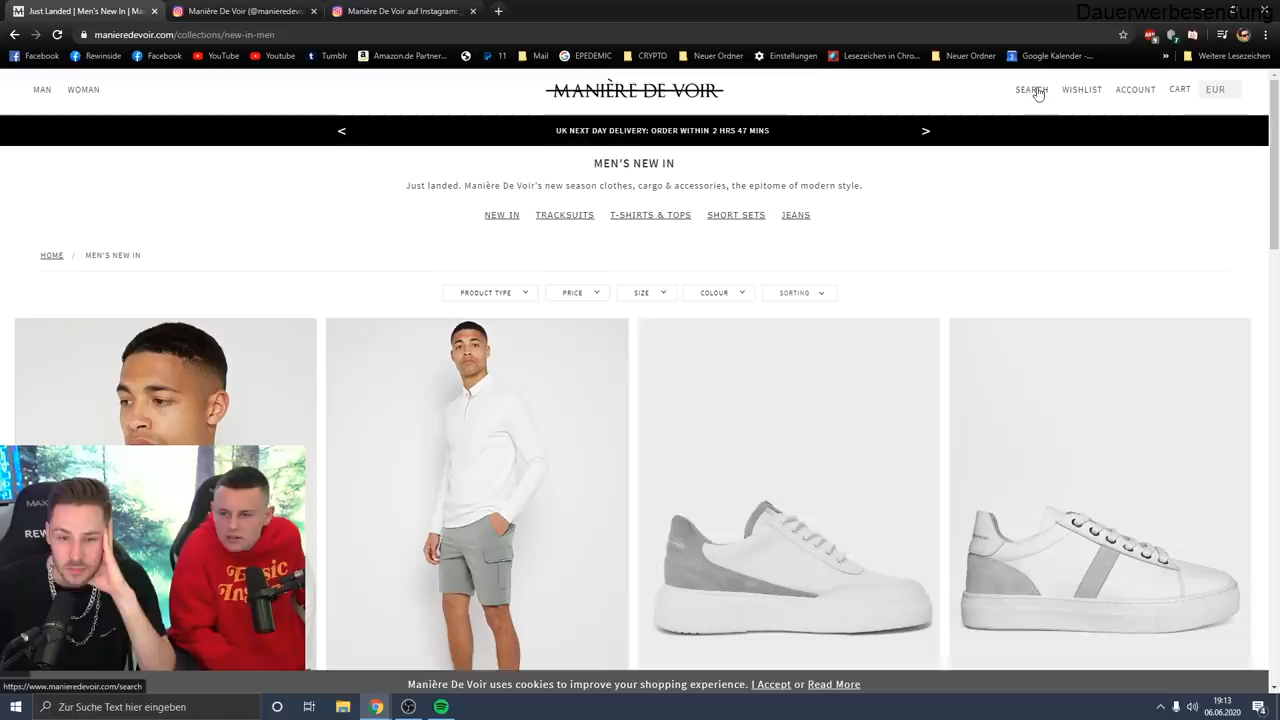 Dauerwerbesendung
Just Landed | Men's New In | Ma
Manière De Voir (@manieredevoi
Manière De Voir auf Instagram:
manieredevoir.com/collections/new-in-men
Facebook Rewinside Facebook YouTube YouTube Tumblr Amazon.de Partner... 11 Mail EPEDEMIC CRYPTO Neuer Ordner Einstellungen Lesezeichen in Chro... Neuer Ordner Google Kalender -... » Weitere Lesezeichen
MAN WOMAN MANIÈRE DE VOIR SEARCH WISHLIST ACCOUNT CART EUR
< UK NEXT DAY DELIVERY: ORDER WITHIN 2 HRS 47 MINS >
MEN'S NEW IN
Just landed. Manière De Voir's new season clothes, cargo & accessories, the epitome of modern style.
NEW IN TRACKSUITS T-SHIRTS & TOPS SHORT SETS JEANS
HOME / MEN'S NEW IN
PRODUCT TYPE PRICE SIZE COLOUR SORTING
MAX
REW
https://www.manieredevoir.com/search
Manière De Voir uses cookies to improve your shopping experience. I Accept or Read More
Zur Suche Text hier eingeben
19:13
06.06.2020
4